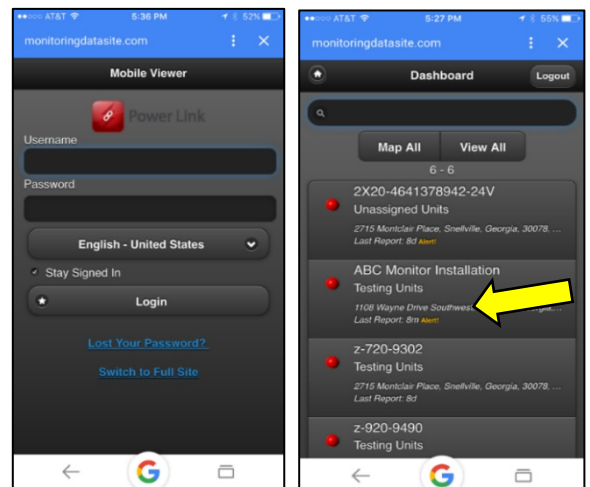 ●●○○○ AT&T 5:36 PM 52%
monitoringdatasite.com
Mobile Viewer
Power Link
Username
Password
English - United States
Stay Signed In
Login
Lost Your Password?
Switch to Full Site
●●○○○ AT&T 5:27 PM 55%
monitoringdatasite.com
Dashboard
Logout
Map All View All
6 - 6
2X20-4641378942-24V
Unassigned Units
2715 Montclair Place, Snellville, Georgia, 30078, ...
Last Report: 8d Alert!
ABC Monitor Installation
Testing Units
1108 Wayne Drive Southwes
Last Report: 8m Alert!
z-720-9302
Testing Units
2715 Montclair Place, Snellville, Georgia, 30078, ...
Last Report: 8d
z-920-9490
Testing Units